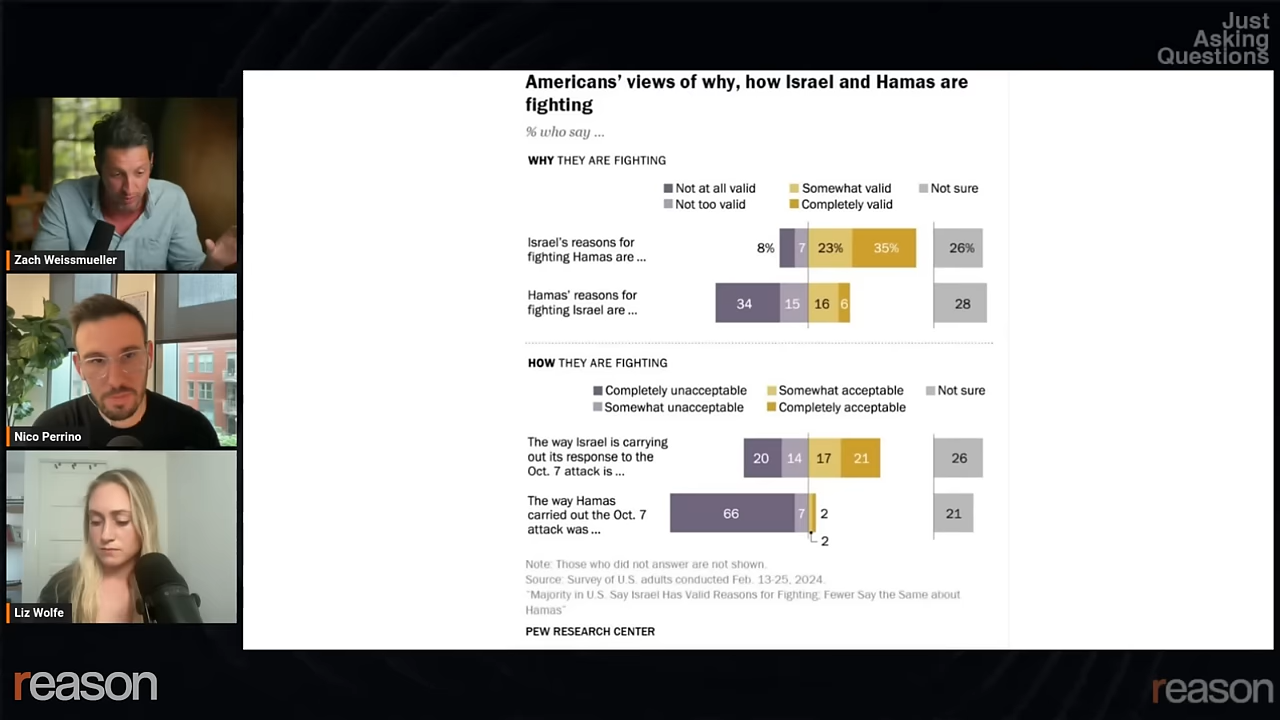 Just
Asking
Questions
Americans' views of why, how Israel and Hamas are
fighting
% who say ...
WHY THEY ARE FIGHTING
Not at all valid
Somewhat valid
Not sure
Not too valid
Completely valid
Israel's reasons for
fighting Hamas are ...
8% 7 23% 35% 26%
Hamas' reasons for
fighting Israel are ...
34 15 16 6 28
HOW THEY ARE FIGHTING
Completely unacceptable
Somewhat acceptable
Not sure
Somewhat unacceptable
Completely acceptable
The way Israel is carrying
out its response to the
Oct. 7 attack is ...
20 14 17 21 26
The way Hamas
carried out the Oct. 7
attack was ...
66 7 2 21
2
Note: Those who did not answer are not shown.
Source: Survey of U.S. adults conducted Feb. 13-25, 2024.
"Majority in U.S. Say Israel Has Valid Reasons for Fighting; Fewer Say the Same about
Hamas"
PEW RESEARCH CENTER
Zach Weissmueller
Nico Perrino
Liz Wolfe
reason
reason